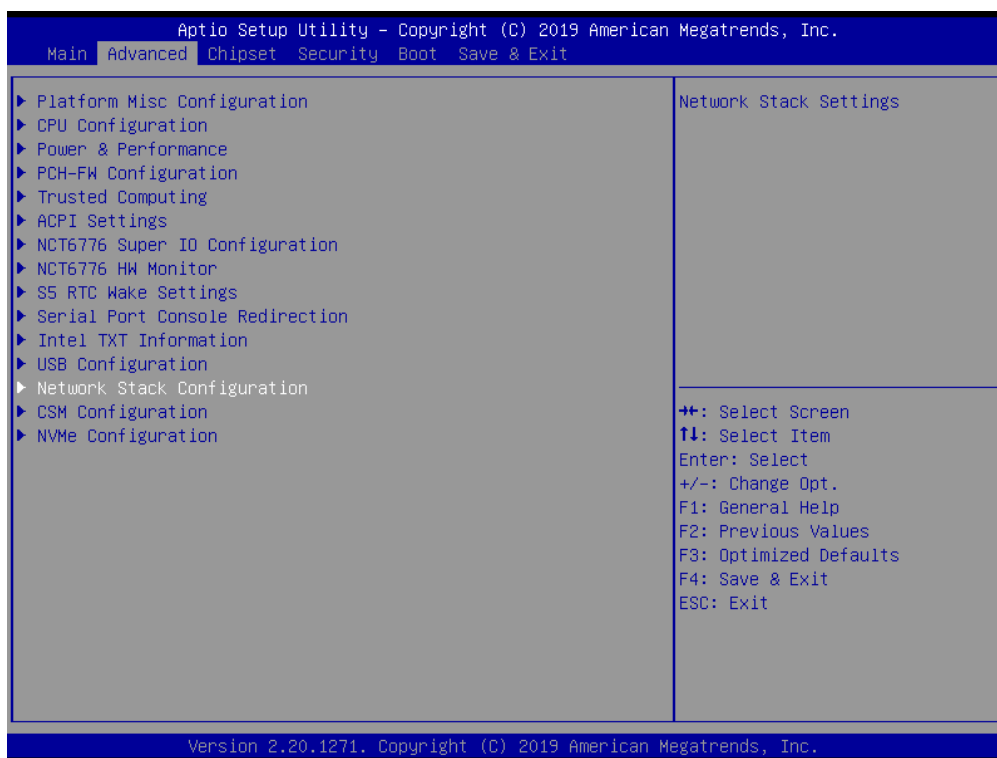 Aptio Setup Utility - Copyright (C) 2019 American Megatrends, Inc.
Main Advanced Chipset Security Boot Save & Exit
▶ Platform Misc Configuration
▶ CPU Configuration
▶ Power & Performance
▶ PCH-FW Configuration
▶ Trusted Computing
▶ ACPI Settings
▶ NCT6776 Super IO Configuration
▶ NCT6776 HW Monitor
▶ S5 RTC Wake Settings
▶ Serial Port Console Redirection
▶ Intel TXT Information
▶ USB Configuration
▶ Network Stack Configuration
▶ CSM Configuration
▶ NVMe Configuration
Network Stack Settings
→←: Select Screen
↑↓: Select Item
Enter: Select
+/-: Change Opt.
F1: General Help
F2: Previous Values
F3: Optimized Defaults
F4: Save & Exit
ESC: Exit
Version 2.20.1271. Copyright (C) 2019 American Megatrends, Inc.